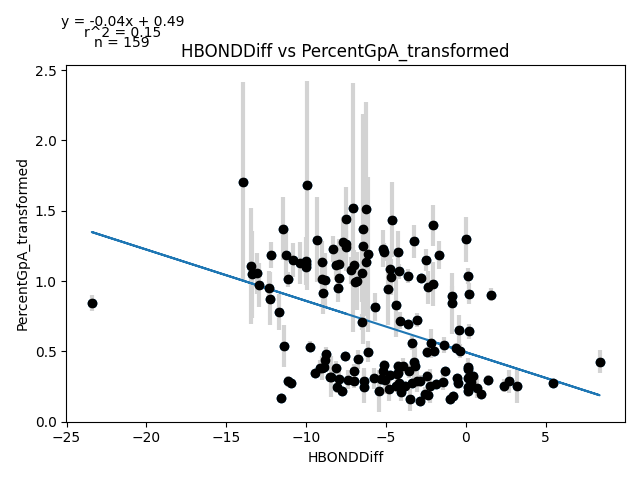 y = -0.04x + 0.49
r^2 = 0.15
n = 159
HBONDDiff vs PercentGpA_transformed
PercentGpA_transformed
2.5
2.0
1.5
1.0
0.5
0.0
−25 −20 −15 −10 −5 0 5
HBONDDiff